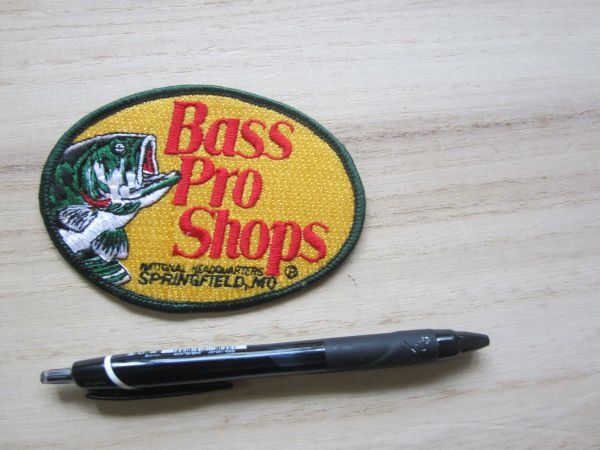 Bass
Pro
Shops
NATIONAL HEADQUARTERS ®
SPRINGFIELD, MO